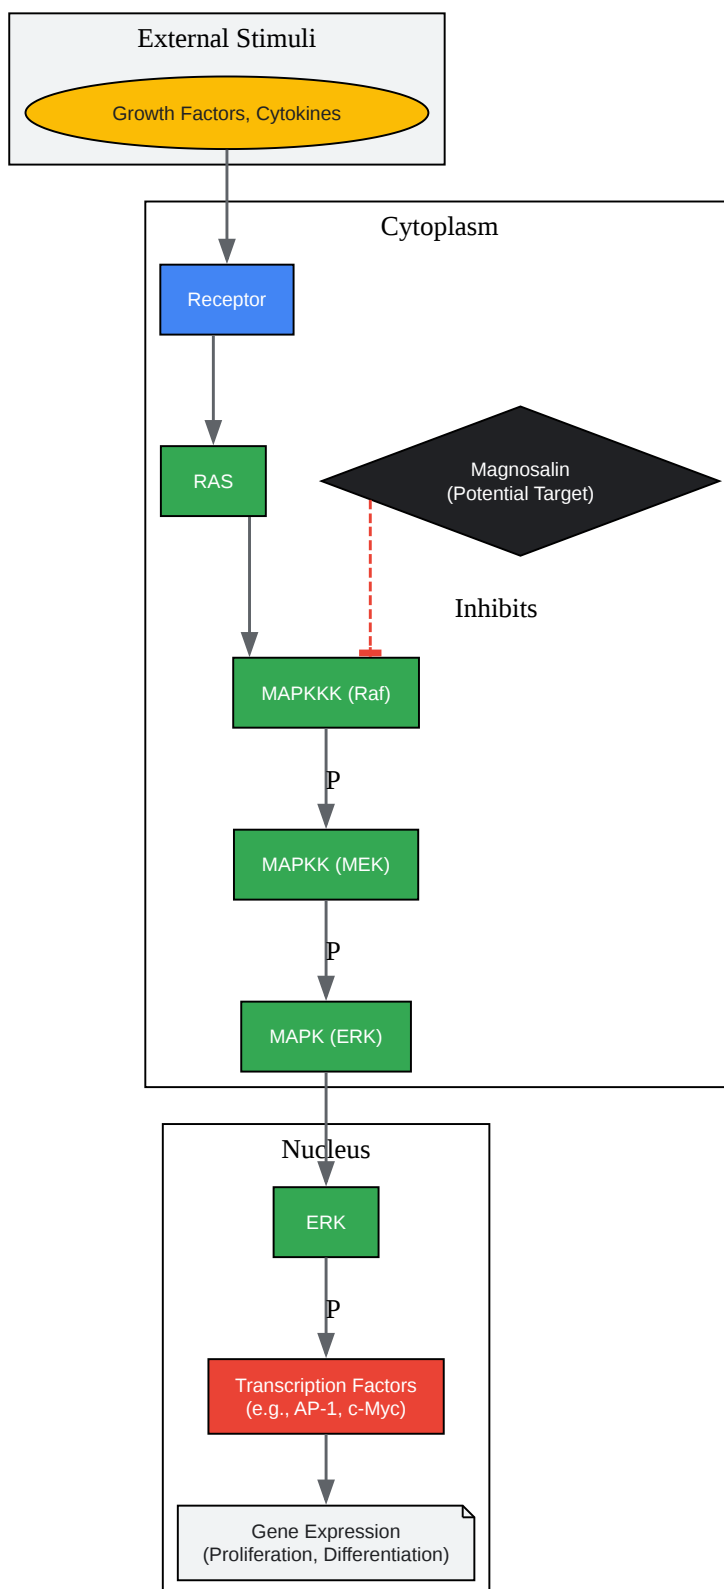 External Stimuli
Growth Factors, Cytokines
Cytoplasm
Receptor
RAS
Magnosalin
(Potential Target)
Inhibits
MAPKKK (Raf)
P
MAPKK (MEK)
P
MAPK (ERK)
Nucleus
ERK
P
Transcription Factors
(e.g., AP-1, c-Myc)
Gene Expression
(Proliferation, Differentiation)